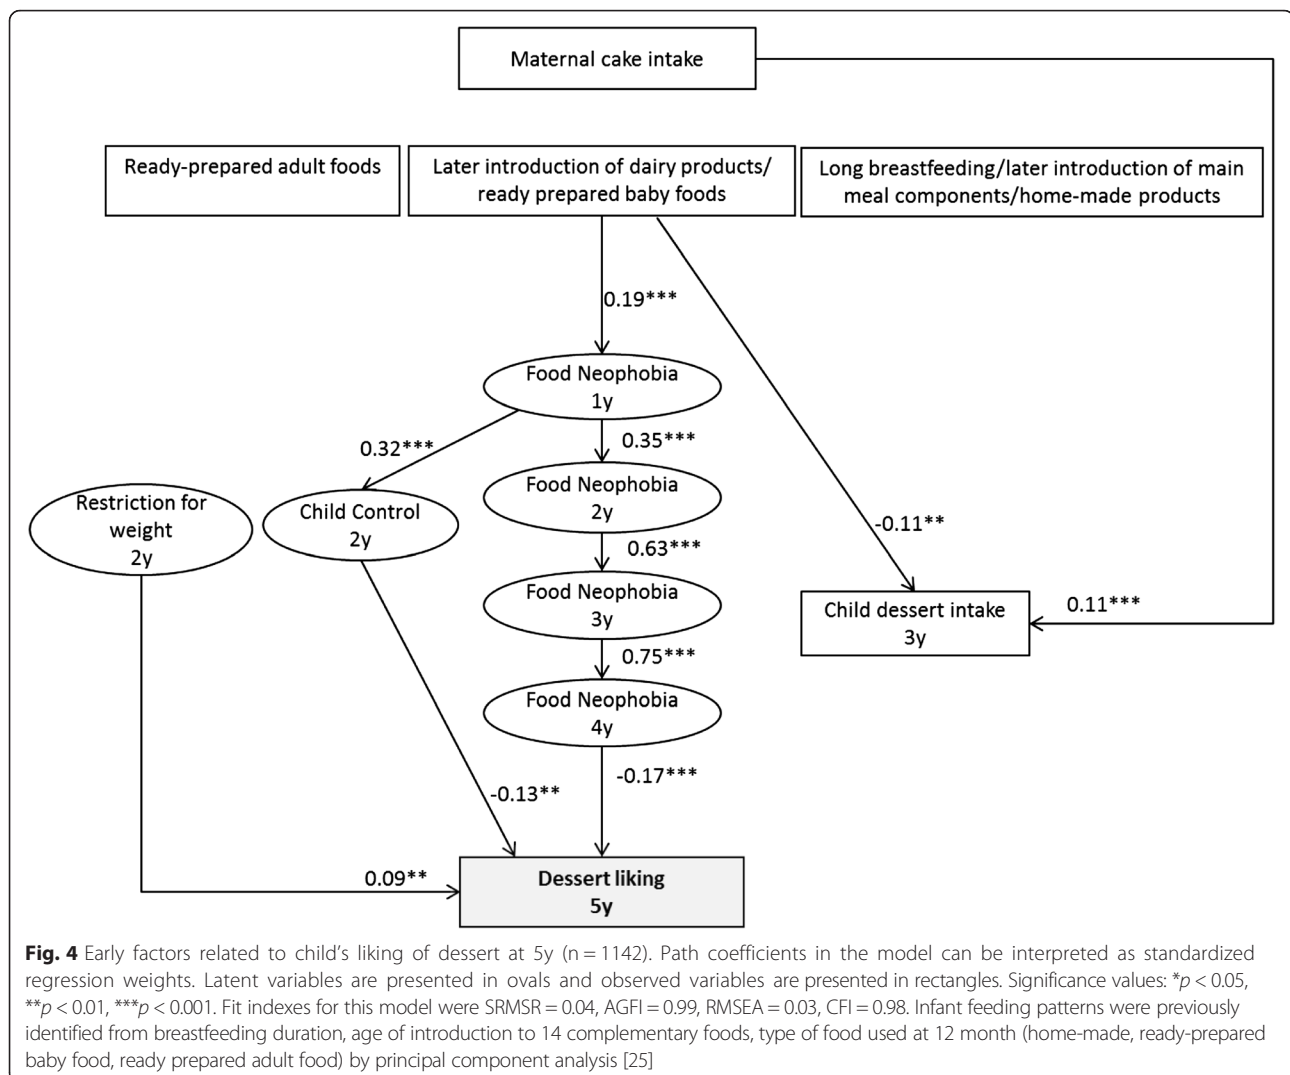 Maternal cake intake
Ready-prepared adult foods
Later introduction of dairy products/
ready prepared baby foods
Long breastfeeding/later introduction of main
meal components/home-made products
0.19***
Food Neophobia
1y
0.32***
0.35***
Restriction for
weight
2y
Child Control
2y
Food Neophobia
2y
-0.11**
0.63***
Food Neophobia
3y
Child dessert intake
3y
0.11***
0.75***
Food Neophobia
4y
-0.13**
-0.17***
0.09**
Dessert liking
5y
Fig. 4 Early factors related to child's liking of dessert at 5y (n = 1142). Path coefficients in the model can be interpreted as standardized
regression weights. Latent variables are presented in ovals and observed variables are presented in rectangles. Significance values: *p < 0.05,
**p < 0.01, ***p < 0.001. Fit indexes for this model were SRMSR = 0.04, AGFI = 0.99, RMSEA = 0.03, CFI = 0.98. Infant feeding patterns were previously
identified from breastfeeding duration, age of introduction to 14 complementary foods, type of food used at 12 month (home-made, ready-prepared
baby food, ready prepared adult food) by principal component analysis [25]